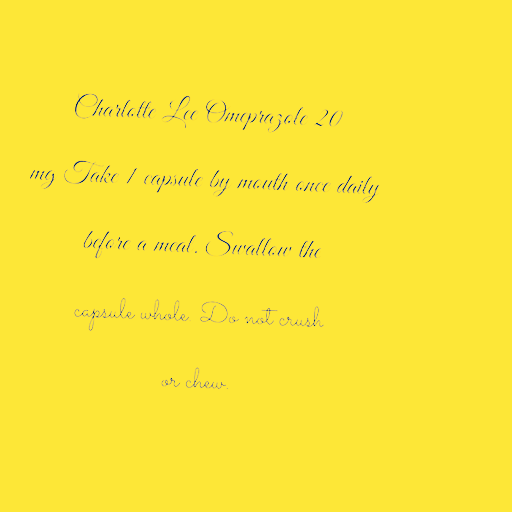 Charlotte Lee Omeprazole 20
mg Take 1 capsule by mouth once daily
before a meal. Swallow the
capsule whole. Do not crush
or chew.